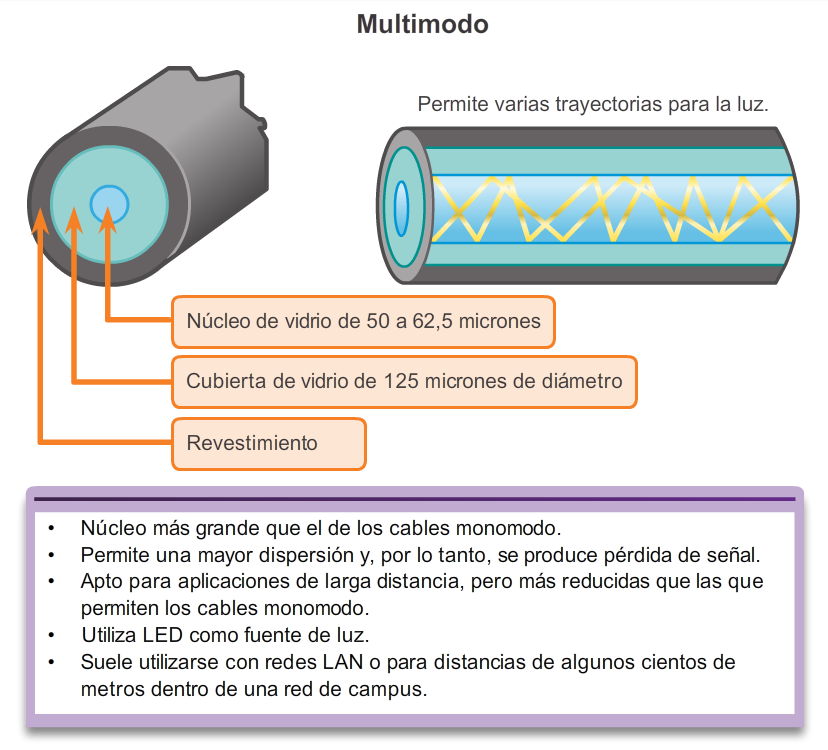 Multimodo
Permite varias trayectorias para la luz.
Núcleo de vidrio de 50 a 62,5 micrones
Cubierta de vidrio de 125 micrones de diámetro
Revestimiento
• Núcleo más grande que el de los cables monomodo.
• Permite una mayor dispersión y, por lo tanto, se produce pérdida de señal.
• Apto para aplicaciones de larga distancia, pero más reducidas que las que
permiten los cables monomodo.
• Utiliza LED como fuente de luz.
• Suele utilizarse con redes LAN o para distancias de algunos cientos de
metros dentro de una red de campus.